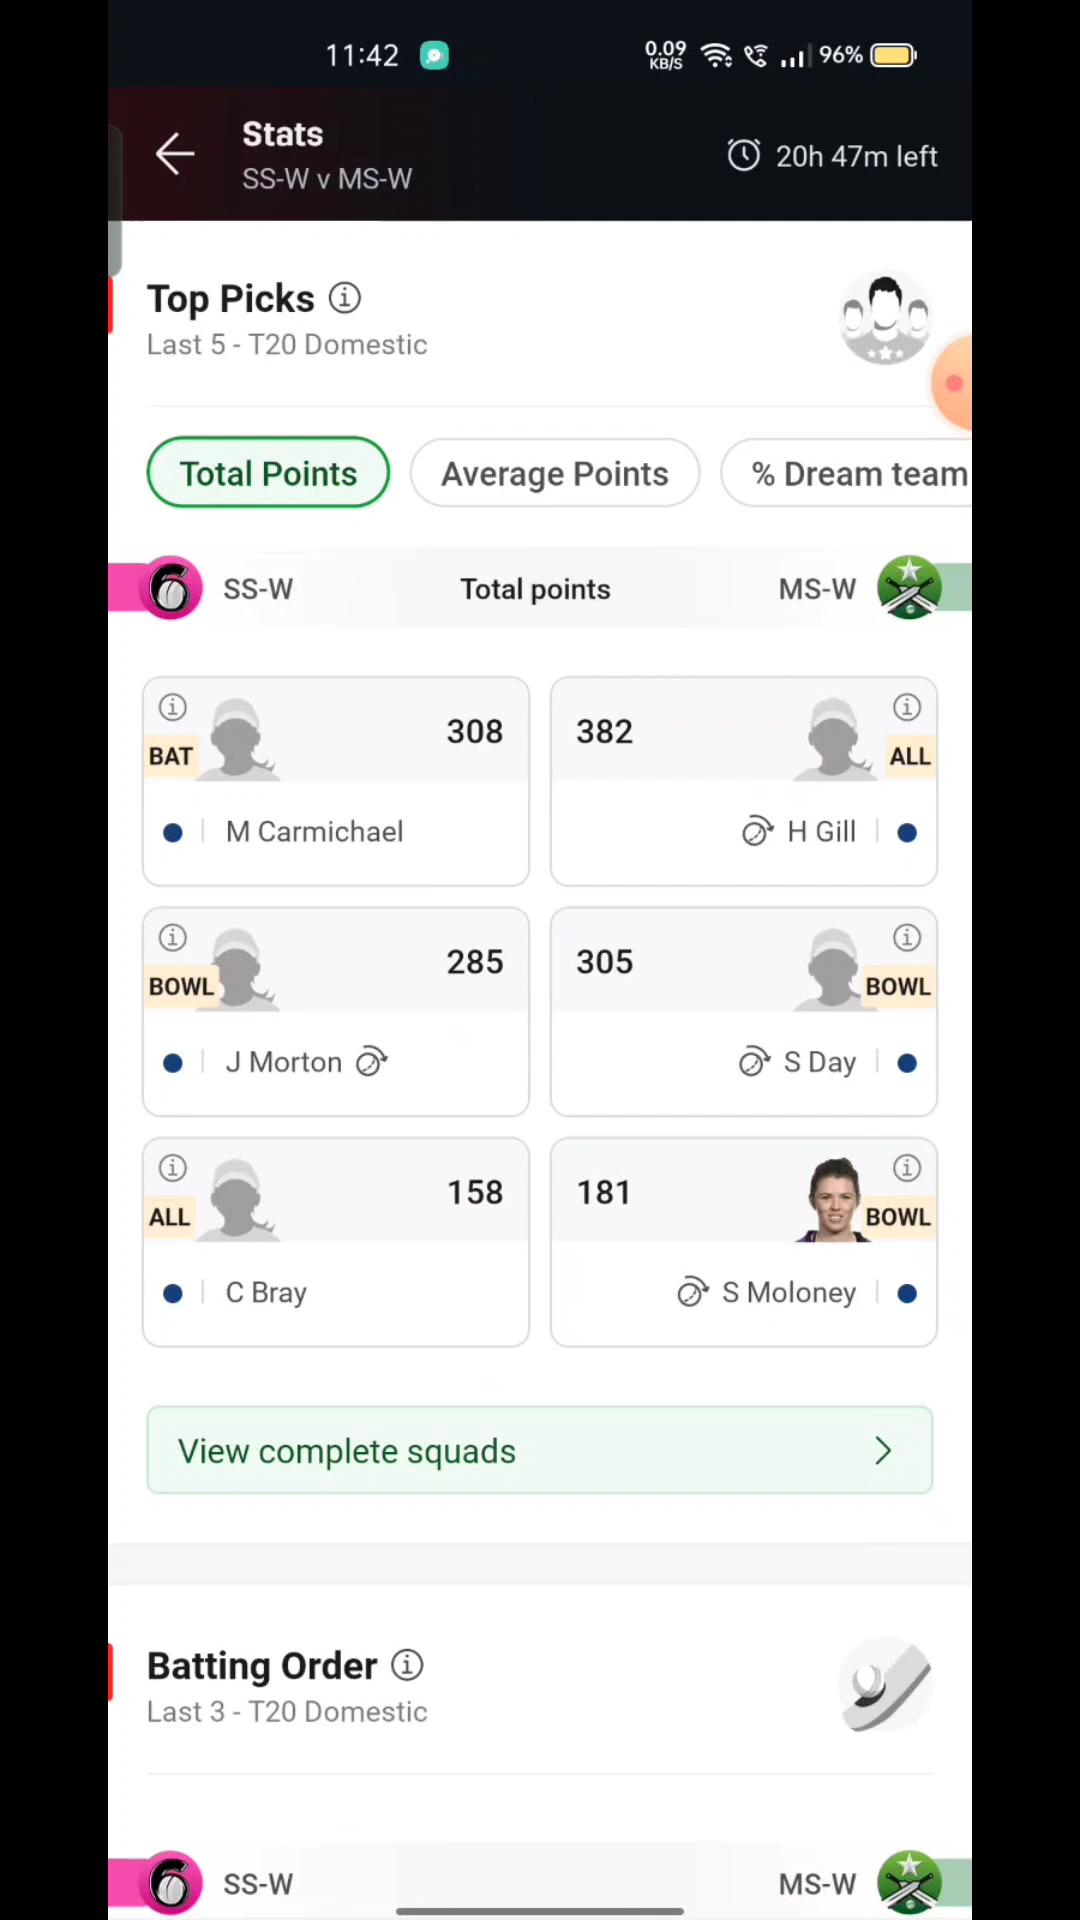 11:42
0.09 KB/S
96%
Stats
SS-W v MS-W
20h 47m left
Top Picks
Last 5 - T20 Domestic
Total Points
Average Points
% Dream team
SS-W
Total points
MS-W
BAT
308
M Carmichael
382
ALL
H Gill
BOWL
285
J Morton
305
BOWL
S Day
ALL
158
C Bray
181
BOWL
S Moloney
View complete squads
Batting Order
Last 3 - T20 Domestic
SS-W
MS-W